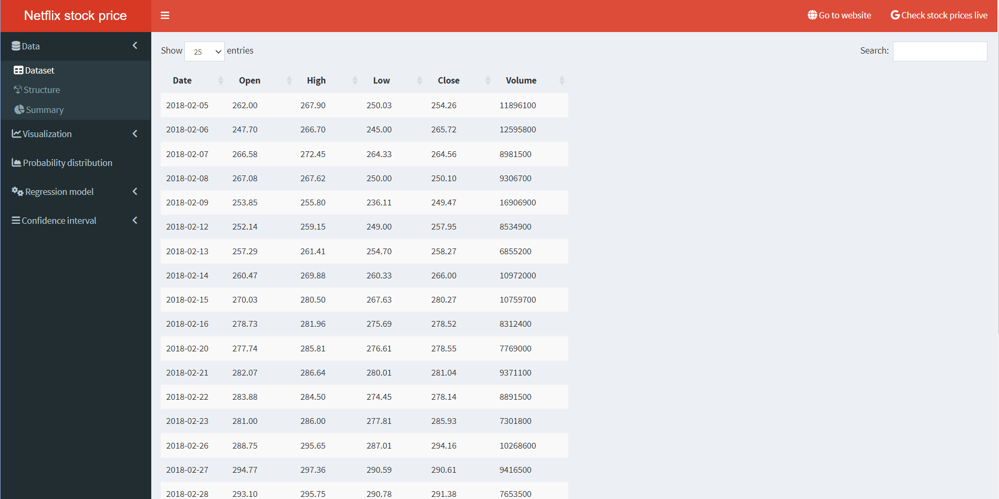 Netflix stock price
Go to website Check stock prices live
Data
Dataset
Structure
Summary
Visualization
Probability distribution
Regression model
Confidence interval
Show 25 entries Search:
Date Open High Low Close Volume
2018-02-05 262.00 267.90 250.03 254.26 11896100
2018-02-06 247.70 266.70 245.00 265.72 12595800
2018-02-07 266.58 272.45 264.33 264.56 8981500
2018-02-08 267.08 267.62 250.00 250.10 9306700
2018-02-09 253.85 255.80 236.11 249.47 16906900
2018-02-12 252.14 259.15 249.00 257.95 8534900
2018-02-13 257.29 261.41 254.70 258.27 6855200
2018-02-14 260.47 269.88 260.33 266.00 10972000
2018-02-15 270.03 280.50 267.63 280.27 10759700
2018-02-16 278.73 281.96 275.69 278.52 8312400
2018-02-20 277.74 285.81 276.61 278.55 7769000
2018-02-21 282.07 286.64 280.01 281.04 9371100
2018-02-22 283.88 284.50 274.45 278.14 8891500
2018-02-23 281.00 286.00 277.81 285.93 7301800
2018-02-26 288.75 295.65 287.01 294.16 10268600
2018-02-27 294.77 297.36 290.59 290.61 9416500
2018-02-28 293.10 295.75 290.78 291.38 7653500